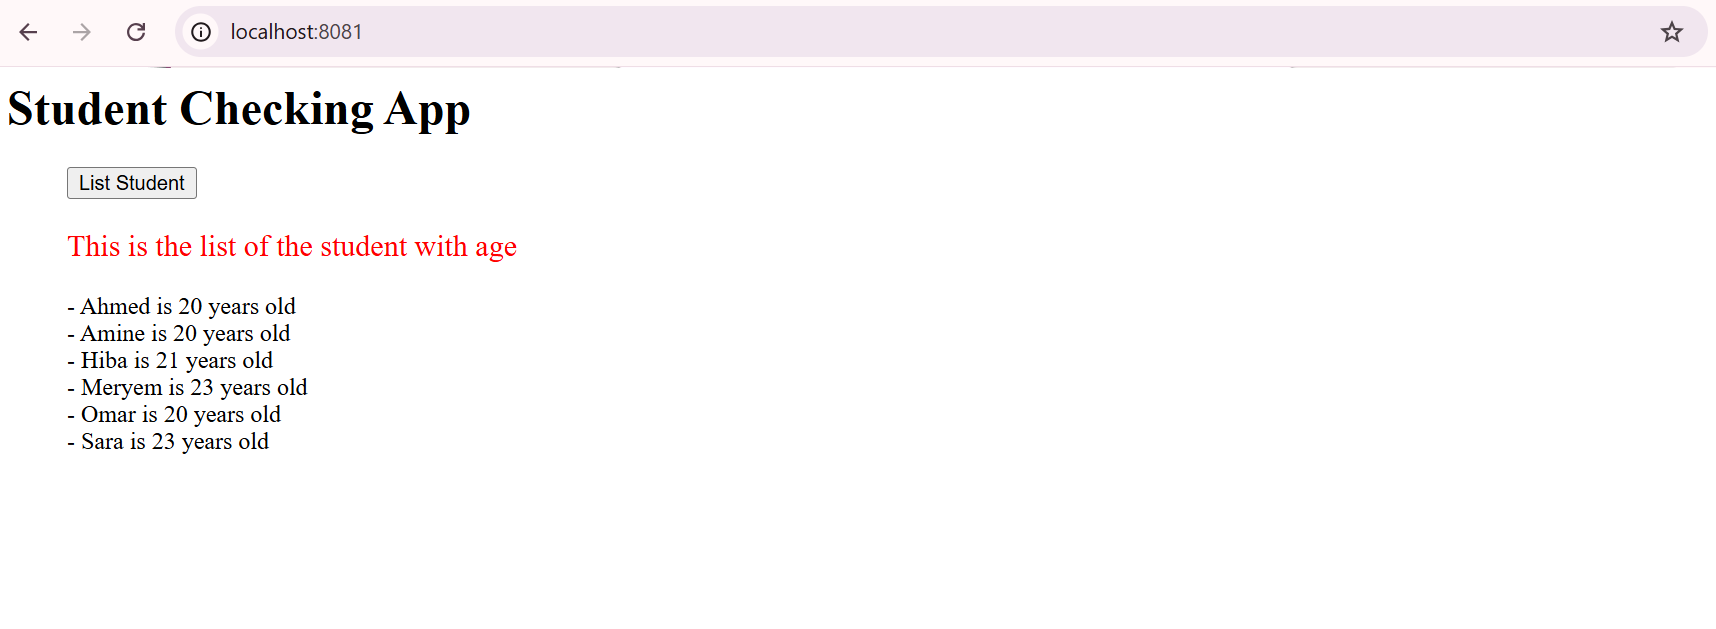 localhost:8081
Student Checking App
List Student
This is the list of the student with age
- Ahmed is 20 years old
- Amine is 20 years old
- Hiba is 21 years old
- Meryem is 23 years old
- Omar is 20 years old
- Sara is 23 years old